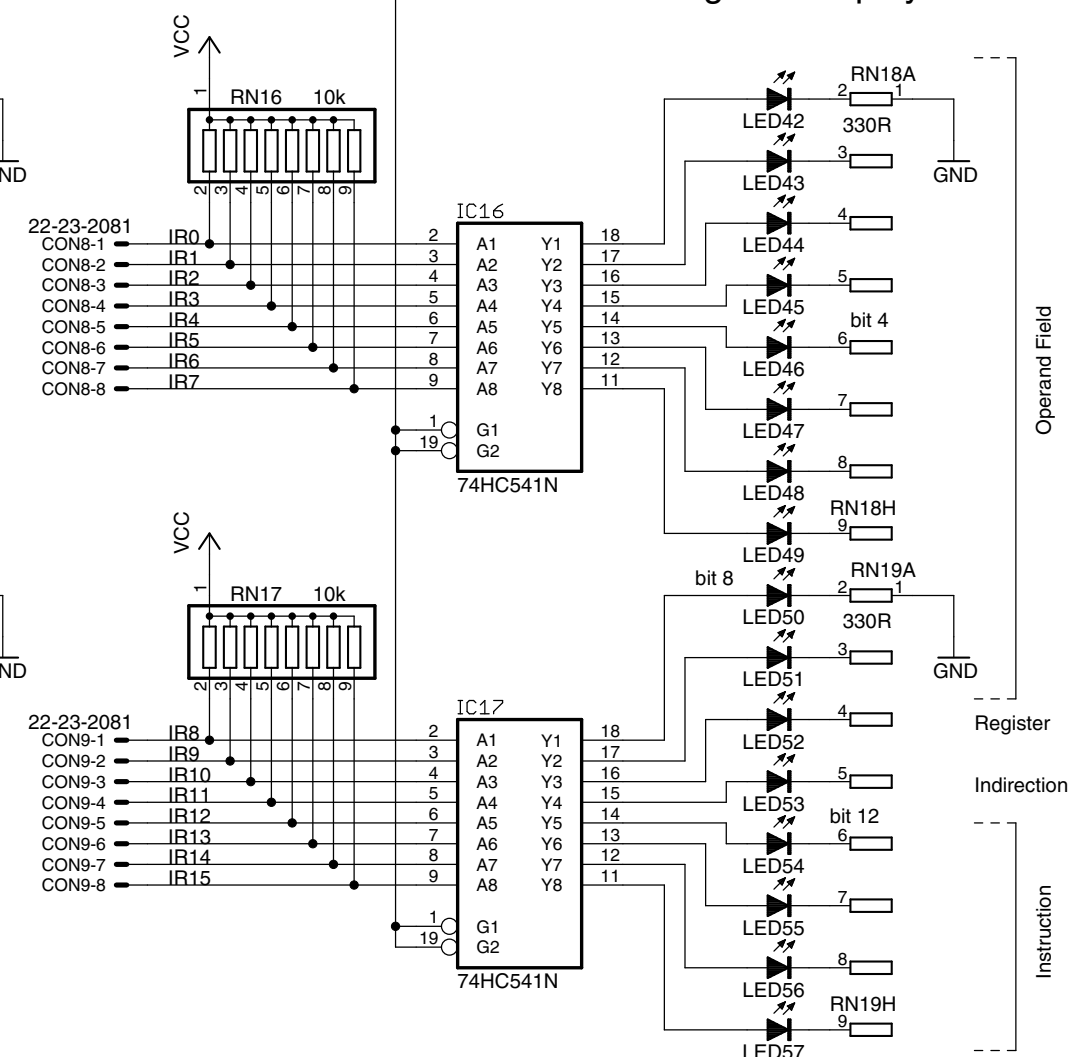 VCC
1
RN16 10k
2 3 4 5 6 7 8 9
22-23-2081
CON8-1 IR0
CON8-2 IR1
CON8-3 IR2
CON8-4 IR3
CON8-5 IR4
CON8-6 IR5
CON8-7 IR6
CON8-8 IR7
IC16
2 A1 Y1 18
3 A2 Y2 17
4 A3 Y3 16
5 A4 Y4 15
6 A5 Y5 14
7 A6 Y6 13
8 A7 Y7 12
9 A8 Y8 11
1 G1
19 G2
74HC541N
LED42 2 RN18A 1
330R
GND
LED43 3
LED44 4
LED45 5
bit 4
LED46 6
LED47 7
LED48 8
RN18H
LED49 9
Operand Field
VCC
1
RN17 10k
2 3 4 5 6 7 8 9
22-23-2081
CON9-1 IR8
CON9-2 IR9
CON9-3 IR10
CON9-4 IR11
CON9-5 IR12
CON9-6 IR13
CON9-7 IR14
CON9-8 IR15
IC17
2 A1 Y1 18
3 A2 Y2 17
4 A3 Y3 16
5 A4 Y4 15
6 A5 Y5 14
7 A6 Y6 13
8 A7 Y7 12
9 A8 Y8 11
1 G1
19 G2
74HC541N
bit 8
LED50 2 RN19A 1
330R
GND
LED51 3
LED52 4
Register
LED53 5
Indirection
bit 12
LED54 6
LED55 7
LED56 8
RN19H
LED57 9
Instruction